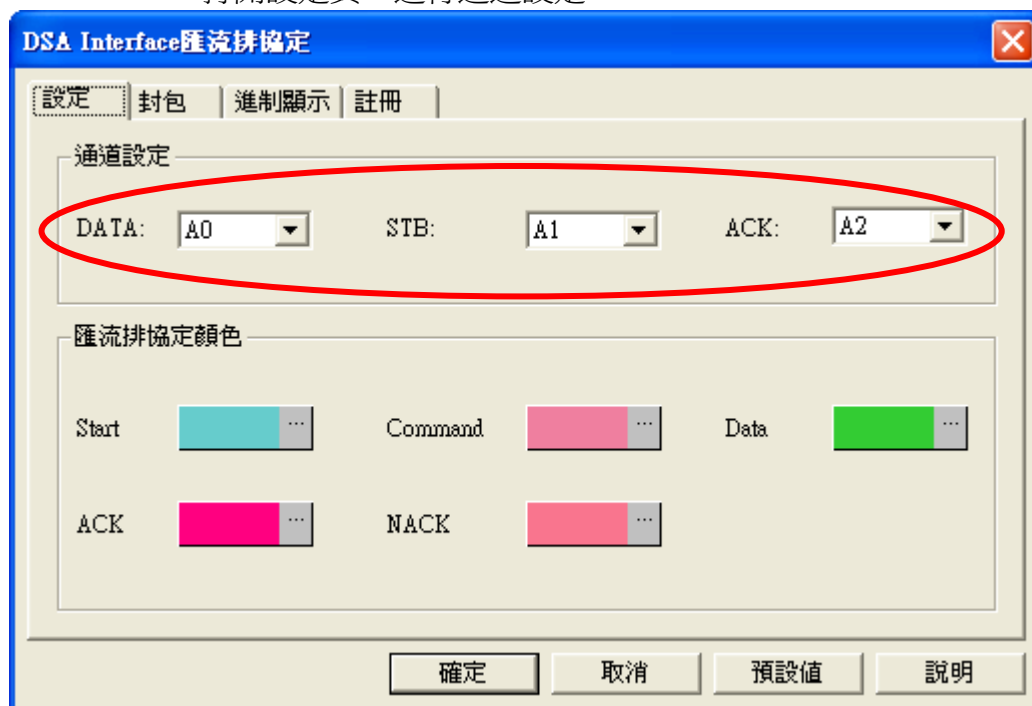 DSA Interface匯流排協定
設定 封包 進制顯示 註冊
通道設定
DATA: A0 STB: A1 ACK: A2
匯流排協定顏色
Start ... Command ... Data ...
ACK ... NACK ...
確定 取消 預設值 說明